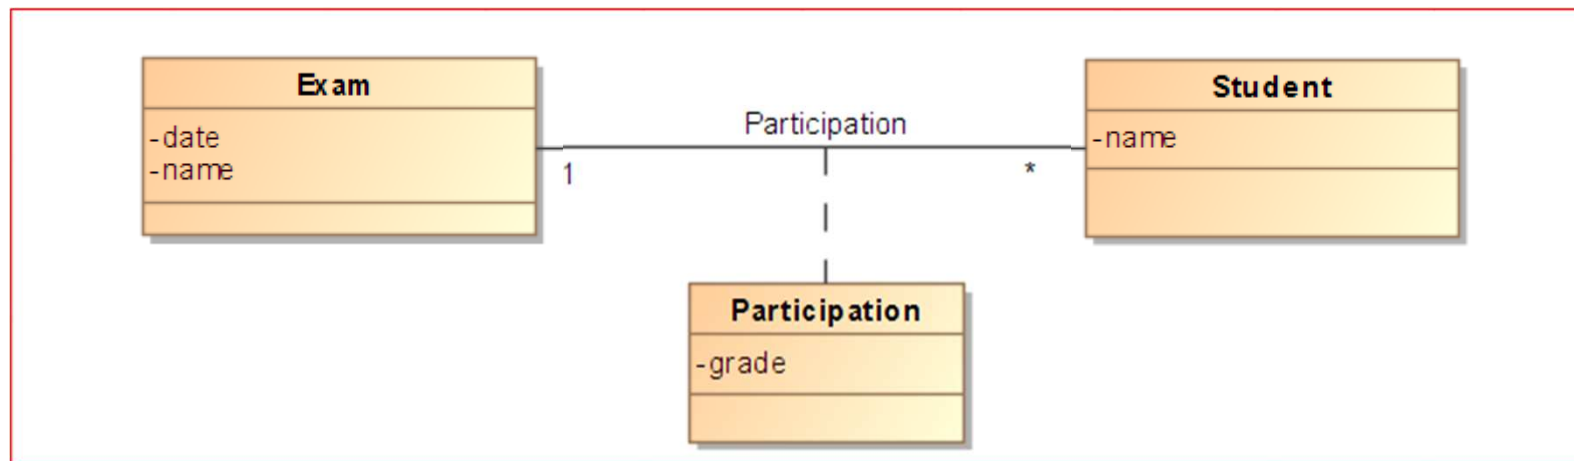 Exam
-date
-name
Participation
1
*
Student
-name
Participation
-grade